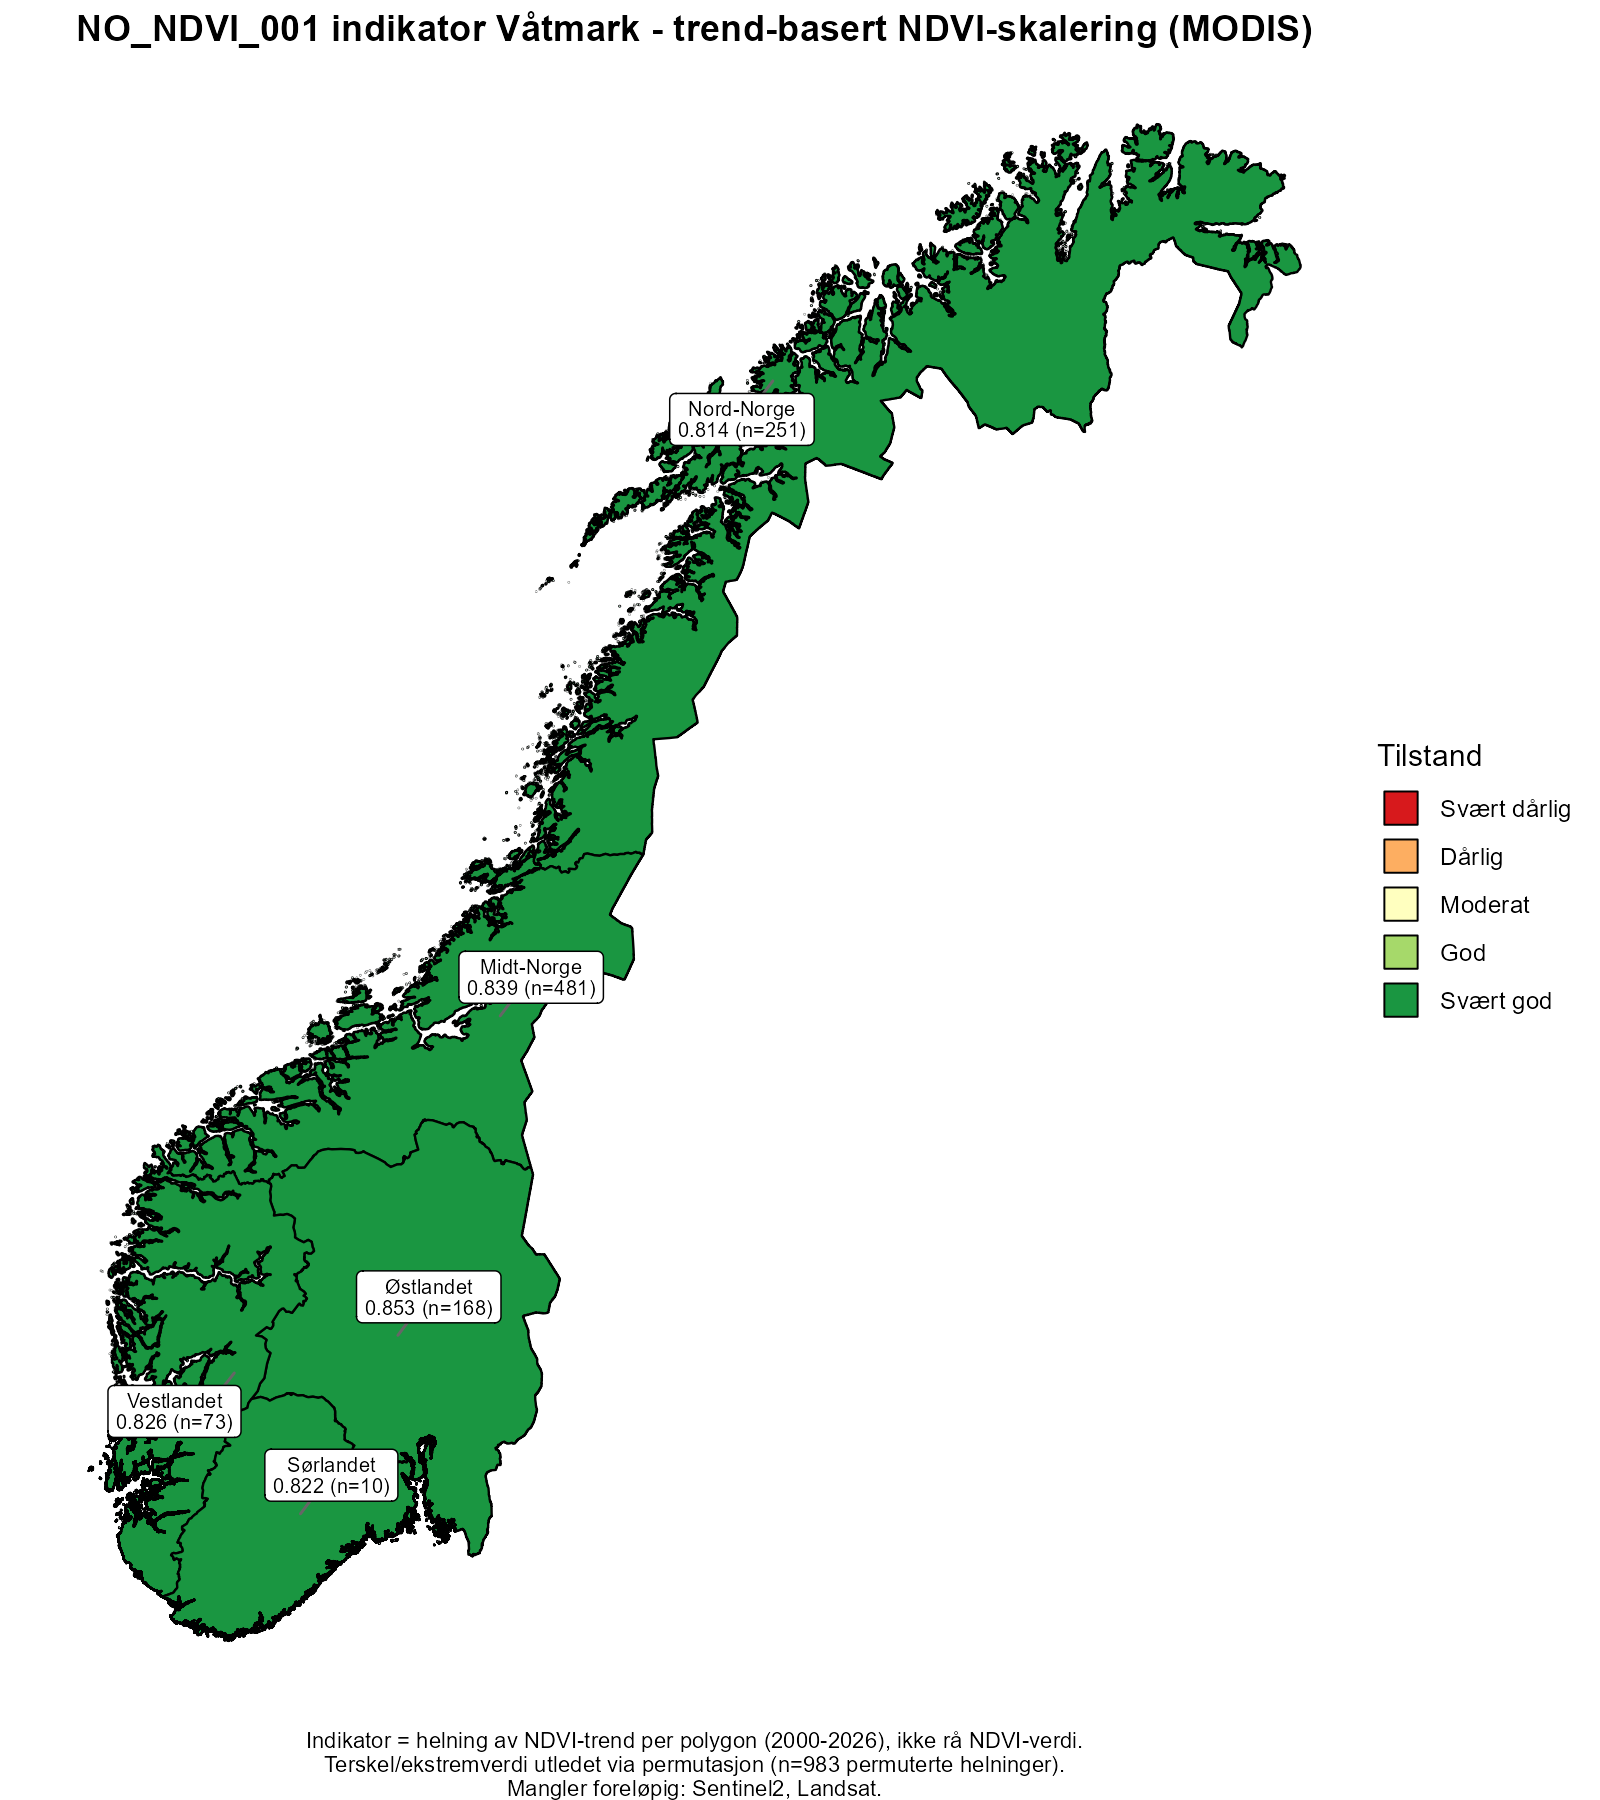 NO_NDVI_001 indikator Våtmark - trend-basert NDVI-skalering (MODIS)
Nord-Norge
0.814 (n=251)
Tilstand
Svært dårlig
Dårlig
Moderat
God
Svært god
Midt-Norge
0.839 (n=481)
Østlandet
0.853 (n=168)
Vestlandet
0.826 (n=73)
Sørlandet
0.822 (n=10)
Indikator = helning av NDVI-trend per polygon (2000-2026), ikke rå NDVI-verdi.
Terskel/ekstremverdi utledet via permutasjon (n=983 permuterte helninger).
Mangler foreløpig: Sentinel2, Landsat.